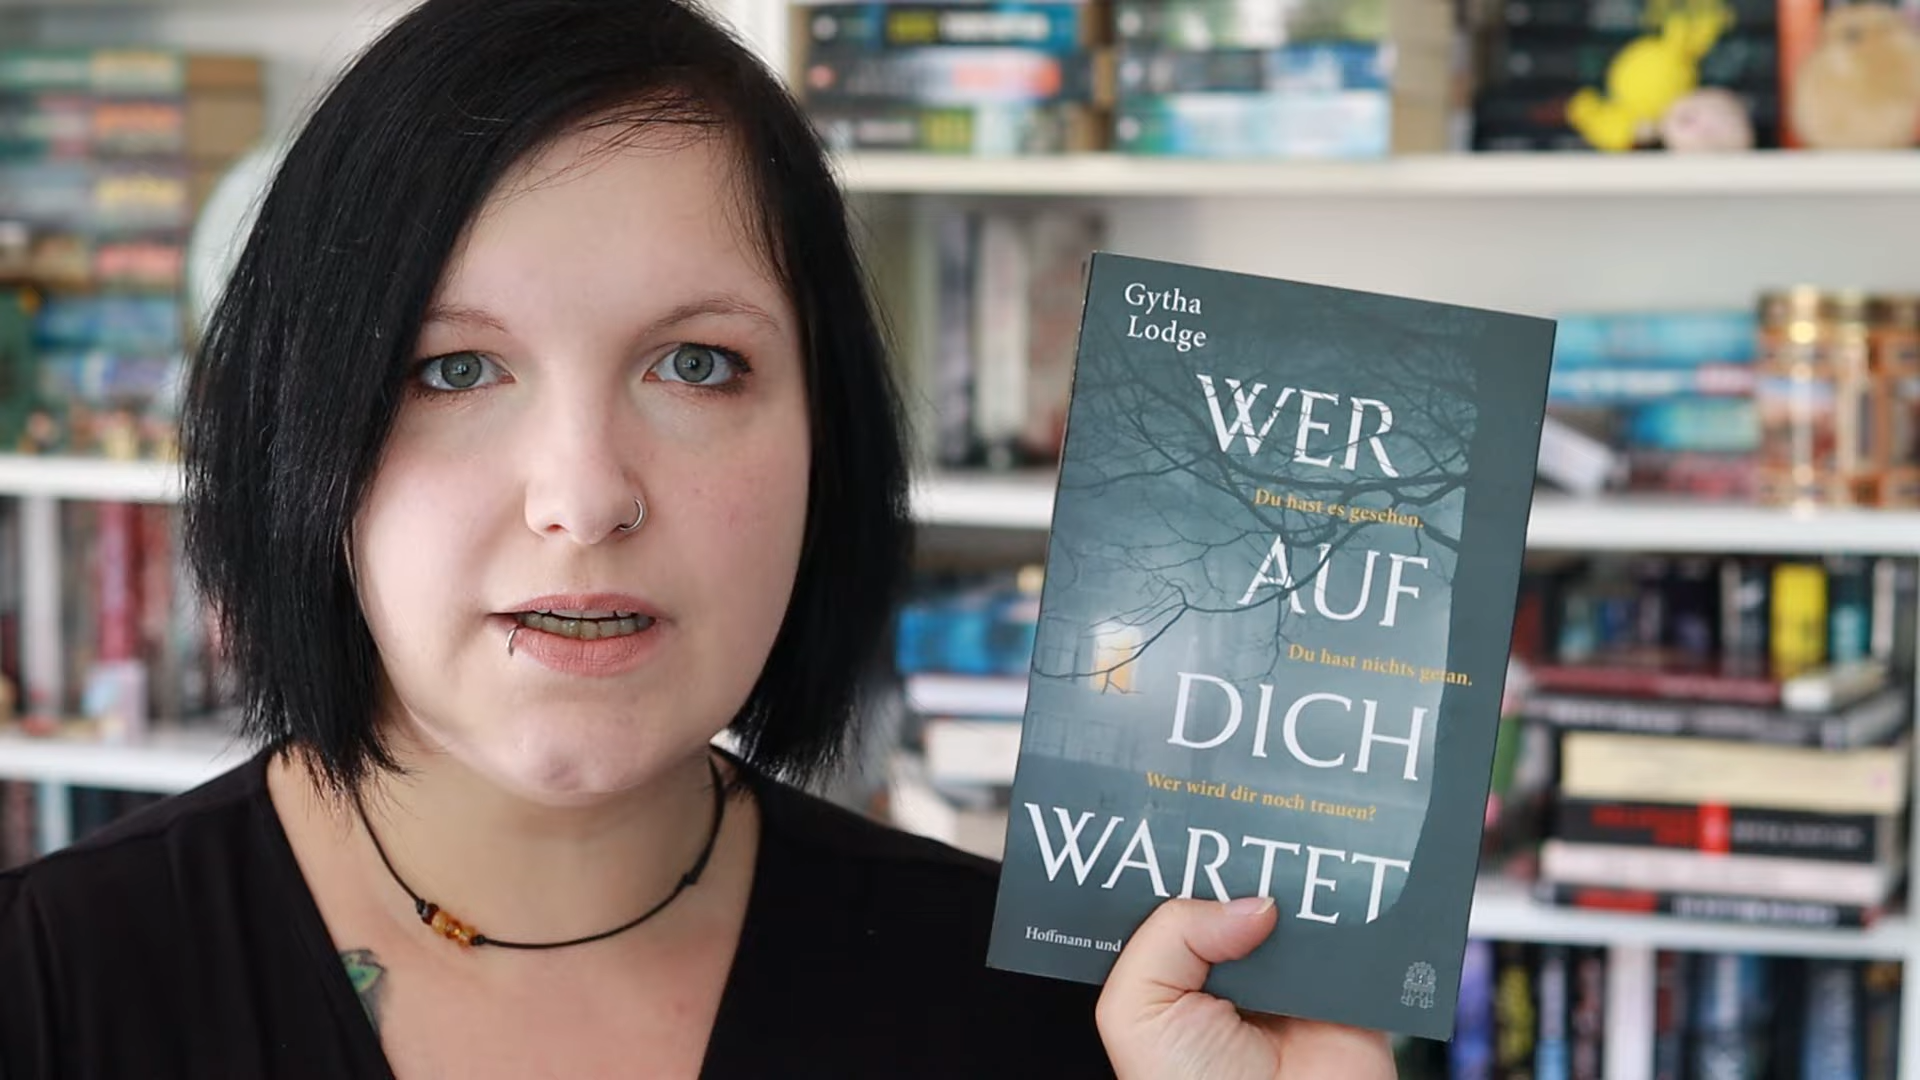 Gytha
Lodge
WER
Du hast es gesehen.
AUF
Du hast nichts getan.
DICH
Wer wird dir noch trauen?
WARTET
Hoffmann und